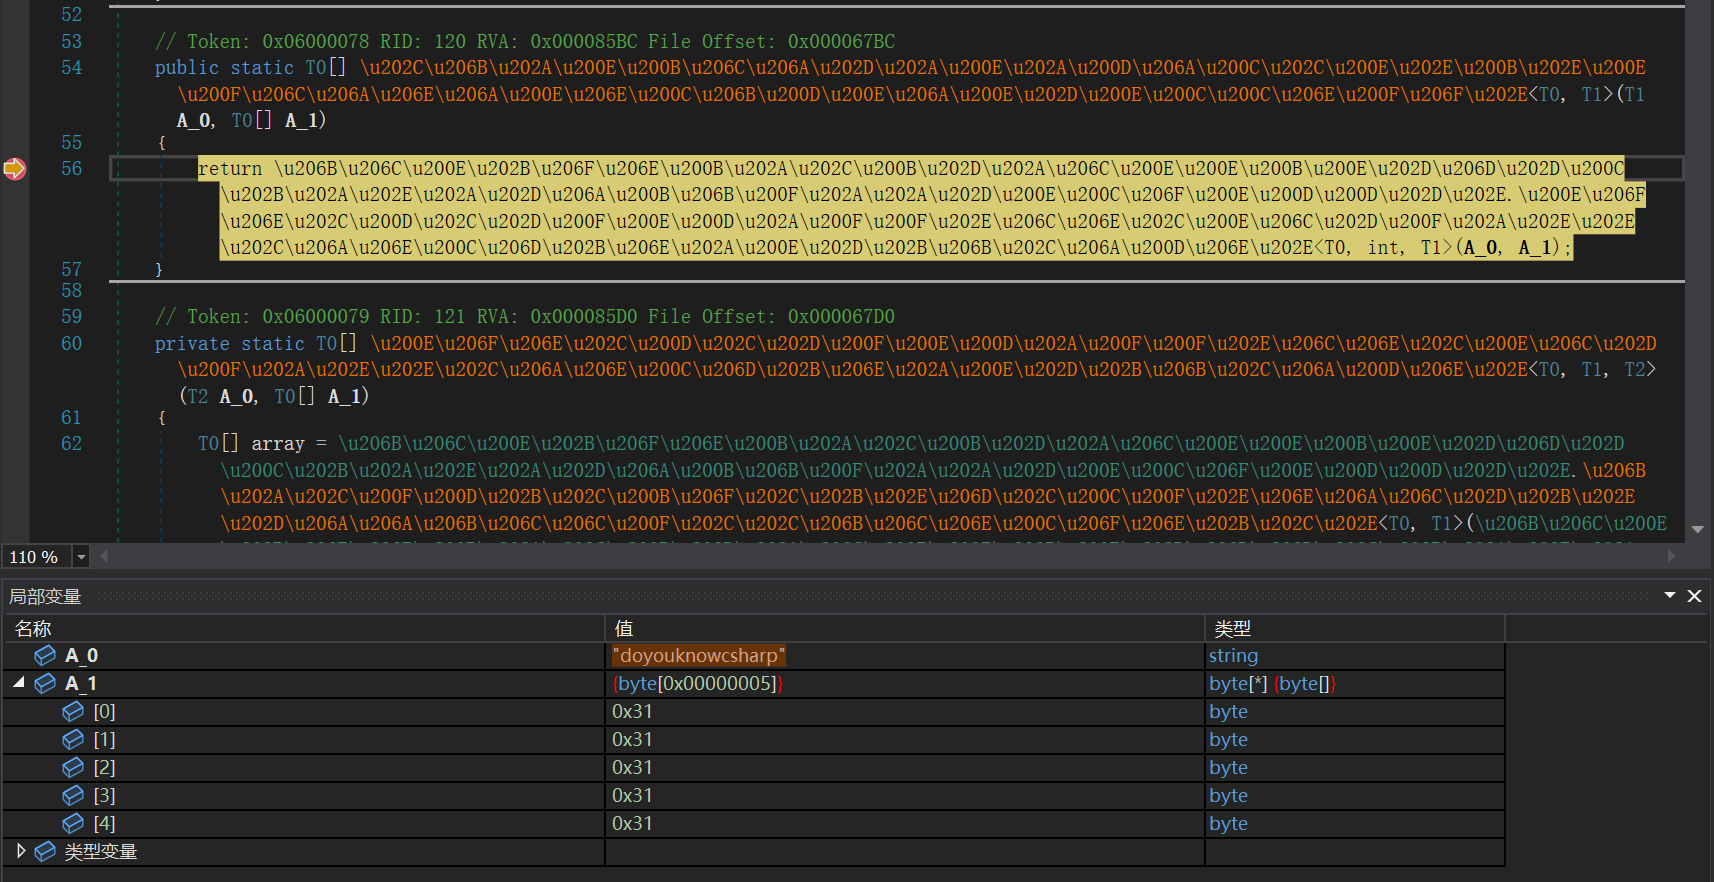 52
53 // Token: 0x06000078 RID: 120 RVA: 0x000085BC File Offset: 0x000067BC
54 public static T0[] \u202C\u206B\u202A\u200E\u200B\u206C\u206A\u202D\u202A\u200E\u202A\u200D\u206A\u200C\u202C\u200E\u202E\u200B\u202E\u200E
\u200F\u206C\u206A\u206E\u206A\u200E\u206E\u200C\u206B\u200D\u200E\u206A\u200E\u202D\u200E\u200C\u200C\u206E\u200F\u206F\u202E<T0, T1>(T1
A_0, T0[] A_1)
55 {
56 return \u206B\u206C\u200E\u202B\u206F\u206E\u200B\u202A\u202C\u200B\u202D\u202A\u206C\u200E\u200E\u200B\u200E\u202D\u206D\u202D\u200C
\u202B\u202A\u202E\u202A\u202D\u206A\u200B\u206B\u200F\u202A\u202A\u202D\u200E\u200C\u206F\u200E\u200D\u200D\u202D\u202E.\u200E\u206F
\u206E\u202C\u200D\u202C\u202D\u200F\u200E\u200D\u202A\u200F\u200F\u202E\u206C\u206E\u202C\u200E\u206C\u202D\u200F\u202A\u202E\u202E
\u202C\u206A\u206E\u200C\u206D\u202B\u206E\u202A\u200E\u202D\u202B\u206B\u202C\u206A\u200D\u206E\u202E<T0, int, T1>(A_0, A_1);
57 }
58
59 // Token: 0x06000079 RID: 121 RVA: 0x000085D0 File Offset: 0x000067D0
60 private static T0[] \u200E\u206F\u206E\u202C\u200D\u202C\u202D\u200F\u200E\u200D\u202A\u200F\u200F\u202E\u206C\u206E\u202C\u200E\u206C\u202D
\u200F\u202A\u202E\u202E\u202C\u206A\u206E\u200C\u206D\u202B\u206E\u202A\u200E\u202D\u202B\u206B\u202C\u206A\u200D\u206E\u202E<T0, T1, T2>
(T2 A_0, T0[] A_1)
61 {
62 T0[] array = \u206B\u206C\u200E\u202B\u206F\u206E\u200B\u202A\u202C\u200B\u202D\u202A\u206C\u200E\u200E\u200B\u200E\u202D\u206D\u202D
\u200C\u202B\u202A\u202E\u202A\u202D\u206A\u200B\u206B\u200F\u202A\u202A\u202D\u200E\u200C\u206F\u200E\u200D\u200D\u202D\u202E.\u206B
\u202A\u202C\u200F\u200D\u202B\u202C\u200B\u206F\u202C\u202B\u202E\u206D\u202C\u200C\u200F\u202E\u206E\u206A\u206C\u202D\u202B\u202E
\u202D\u206A\u206A\u206B\u206C\u206C\u200F\u202C\u202C\u206B\u206C\u206E\u200C\u206F\u206E\u202B\u202C\u202E<T0, T1>(\u206B\u206C\u200E
110 %
局部变量
名称 值 类型
A_0 "doyouknowcsharp" string
A_1 {byte[0x00000005]} byte[*] {byte[]}
[0] 0x31 byte
[1] 0x31 byte
[2] 0x31 byte
[3] 0x31 byte
[4] 0x31 byte
类型变量